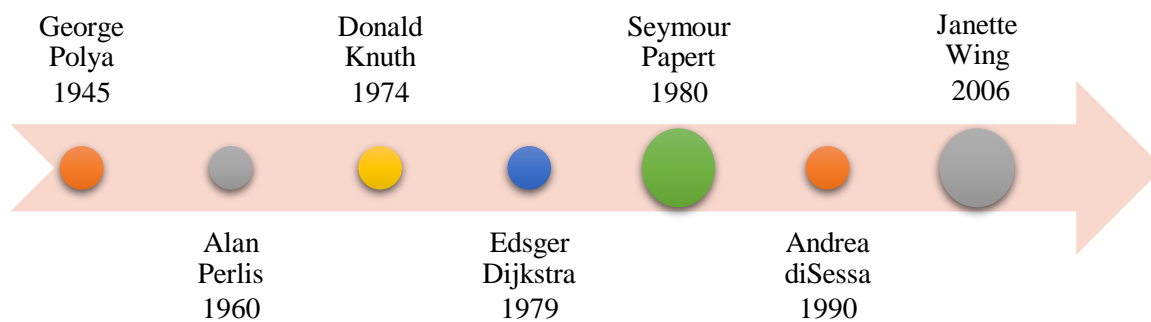 George
Polya
1945
Donald
Knuth
1974
Seymour
Papert
1980
Janette
Wing
2006
Alan
Perlis
1960
Edsger
Dijkstra
1979
Andrea
diSessa
1990